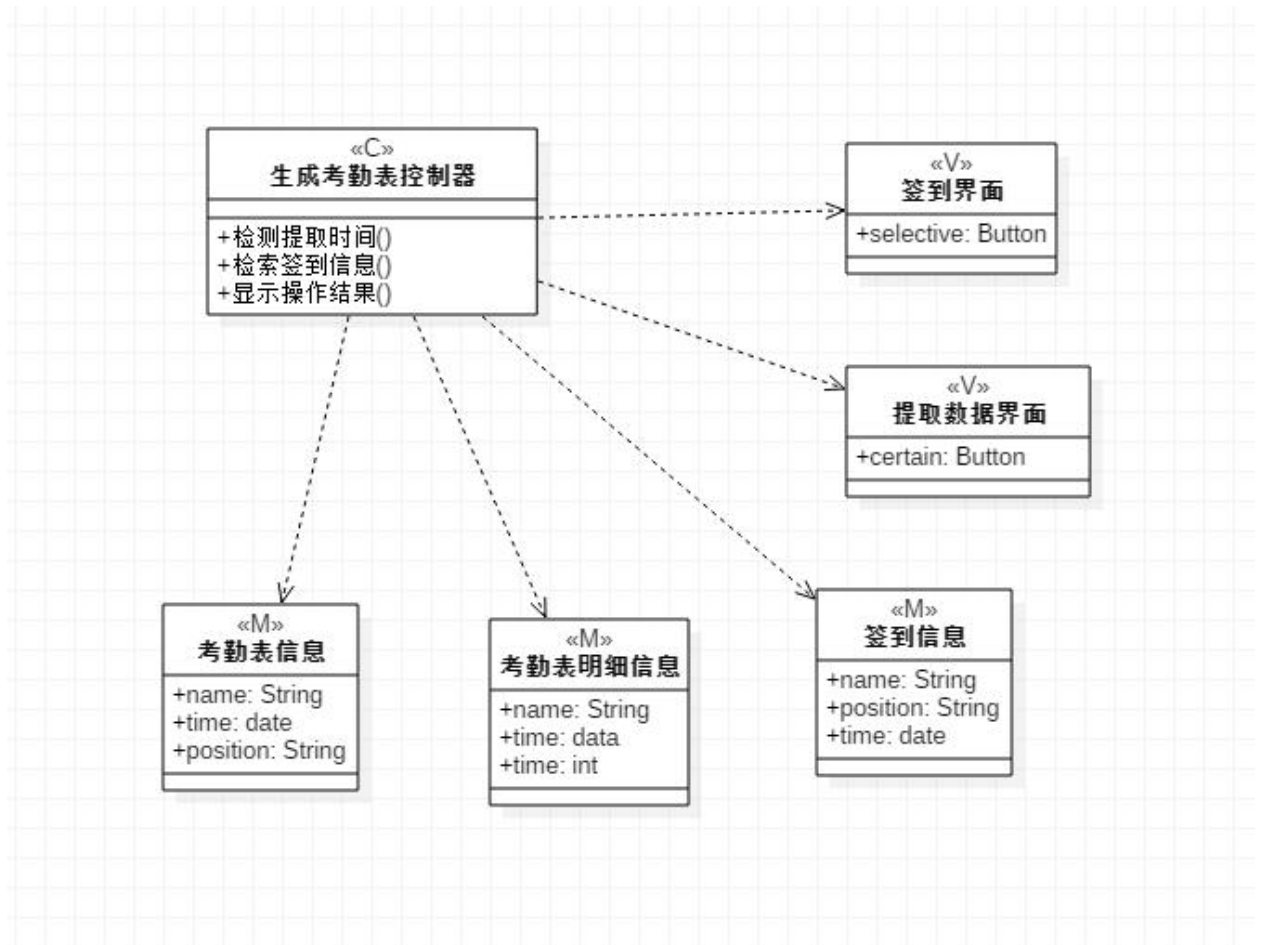 «C»
生成考勤表控制器
+检测提取时间()
+检索签到信息()
+显示操作结果()
«V»
签到界面
+selective: Button
«V»
提取数据界面
+certain: Button
«M»
考勤表信息
+name: String
+time: date
+position: String
«M»
考勤表明细信息
+name: String
+time: data
+time: int
«M»
签到信息
+name: String
+position: String
+time: date